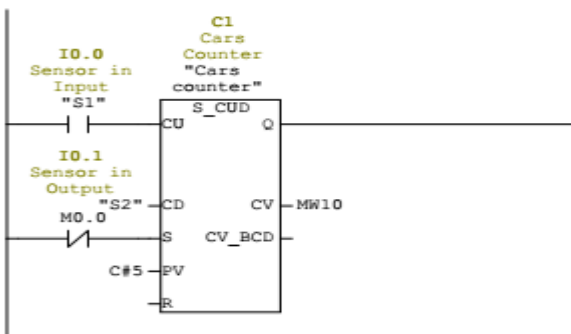 C1
Cars
Counter
"Cars
counter"
I0.0
Sensor in
Input
"S1"
S_CUD
CU Q
I0.1
Sensor in
Output
"S2" CD CV MW10
M0.0
S CV_BCD
C#5 PV
R